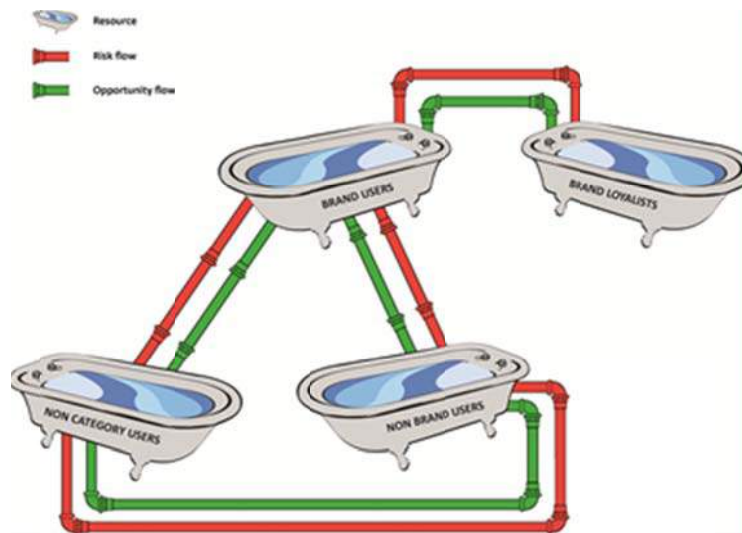 Resource
Risk flow
Opportunity flow
BRAND USERS
BRAND LOYALISTS
NON CATEGORY USERS
NON BRAND USERS